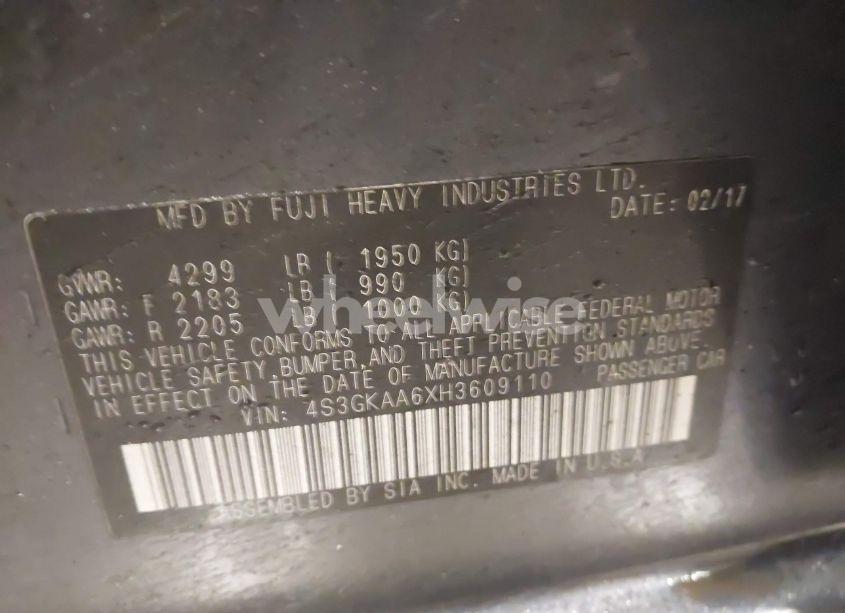 MFD BY FUJI HEAVY INDUSTRIES LTD.
DATE: 02/17
GVWR: 4299 LB ( 1950 KG)
GAWR: F 2183 LB ( 990 KG)
GAWR: R 2205 LB ( 1000 KG)
THIS VEHICLE CONFORMS TO ALL APPLICABLE FEDERAL MOTOR
VEHICLE SAFETY, BUMPER, AND THEFT PREVENTION STANDARDS
IN EFFECT ON THE DATE OF MANUFACTURE SHOWN ABOVE.
VIN: 4S3GKAA6XH3609110 PASSENGER CAR
ASSEMBLED BY SIA INC. MADE IN U.S.A.
wheelwise